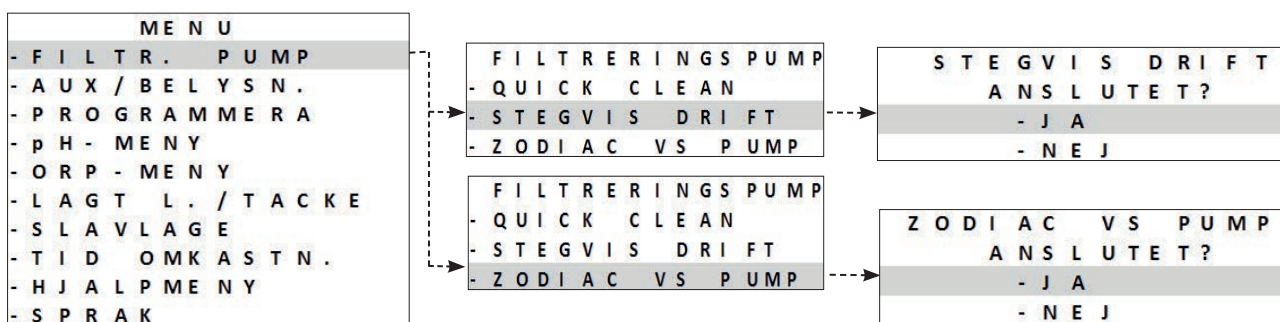 MENU
- FILTR. PUMP
- AUX/BELYSN.
- PROGRAMMERA
- pH- MENY
- ORP- MENY
- LAGT L./TACKE
- SLAVLAGE
- TID OMKASTN.
- HJALPMENY
- SPRAK
FILTRERINGSPUMP
- QUICK CLEAN
- STEGVIS DRIFT
- ZODIAC VS PUMP
STEGVIS DRIFT
ANSLUTET?
- JA
- NEJ
FILTRERINGSPUMP
- QUICK CLEAN
- STEGVIS DRIFT
- ZODIAC VS PUMP
ZODIAC VS PUMP
ANSLUTET?
- JA
- NEJ